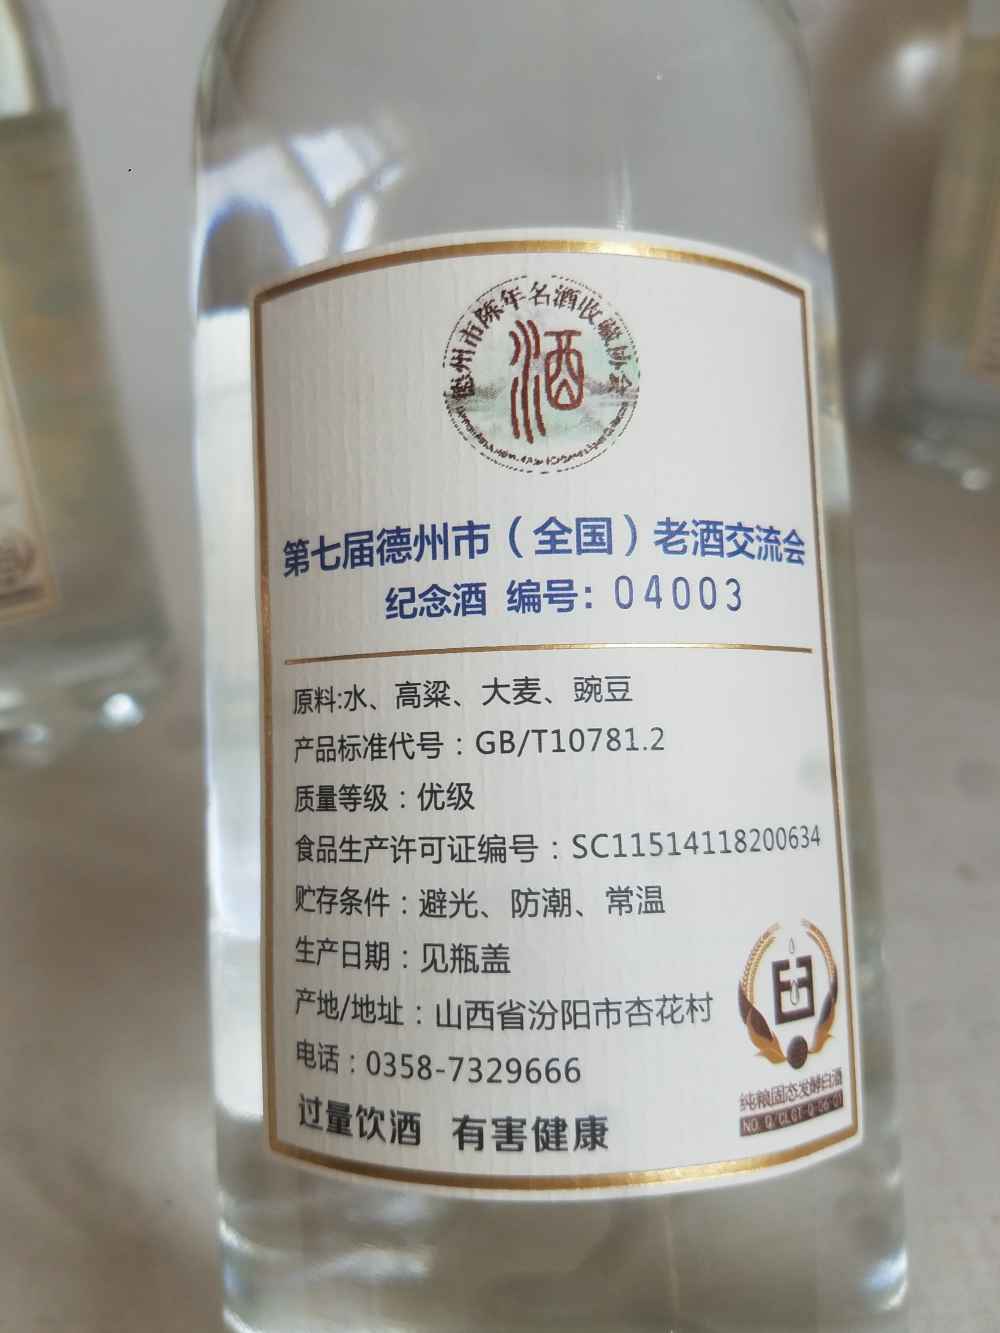 德州市陈年名酒收藏协会
酒
第七届德州市（全国）老酒交流会
纪念酒 编号：04003
原料:水、高粱、大麦、豌豆
产品标准代号：GB/T10781.2
质量等级：优级
食品生产许可证编号：SC11514118200634
贮存条件：避光、防潮、常温
生产日期：见瓶盖
产地/地址：山西省汾阳市杏花村
电话：0358-7329666
过量饮酒 有害健康
纯粮固态发酵白酒